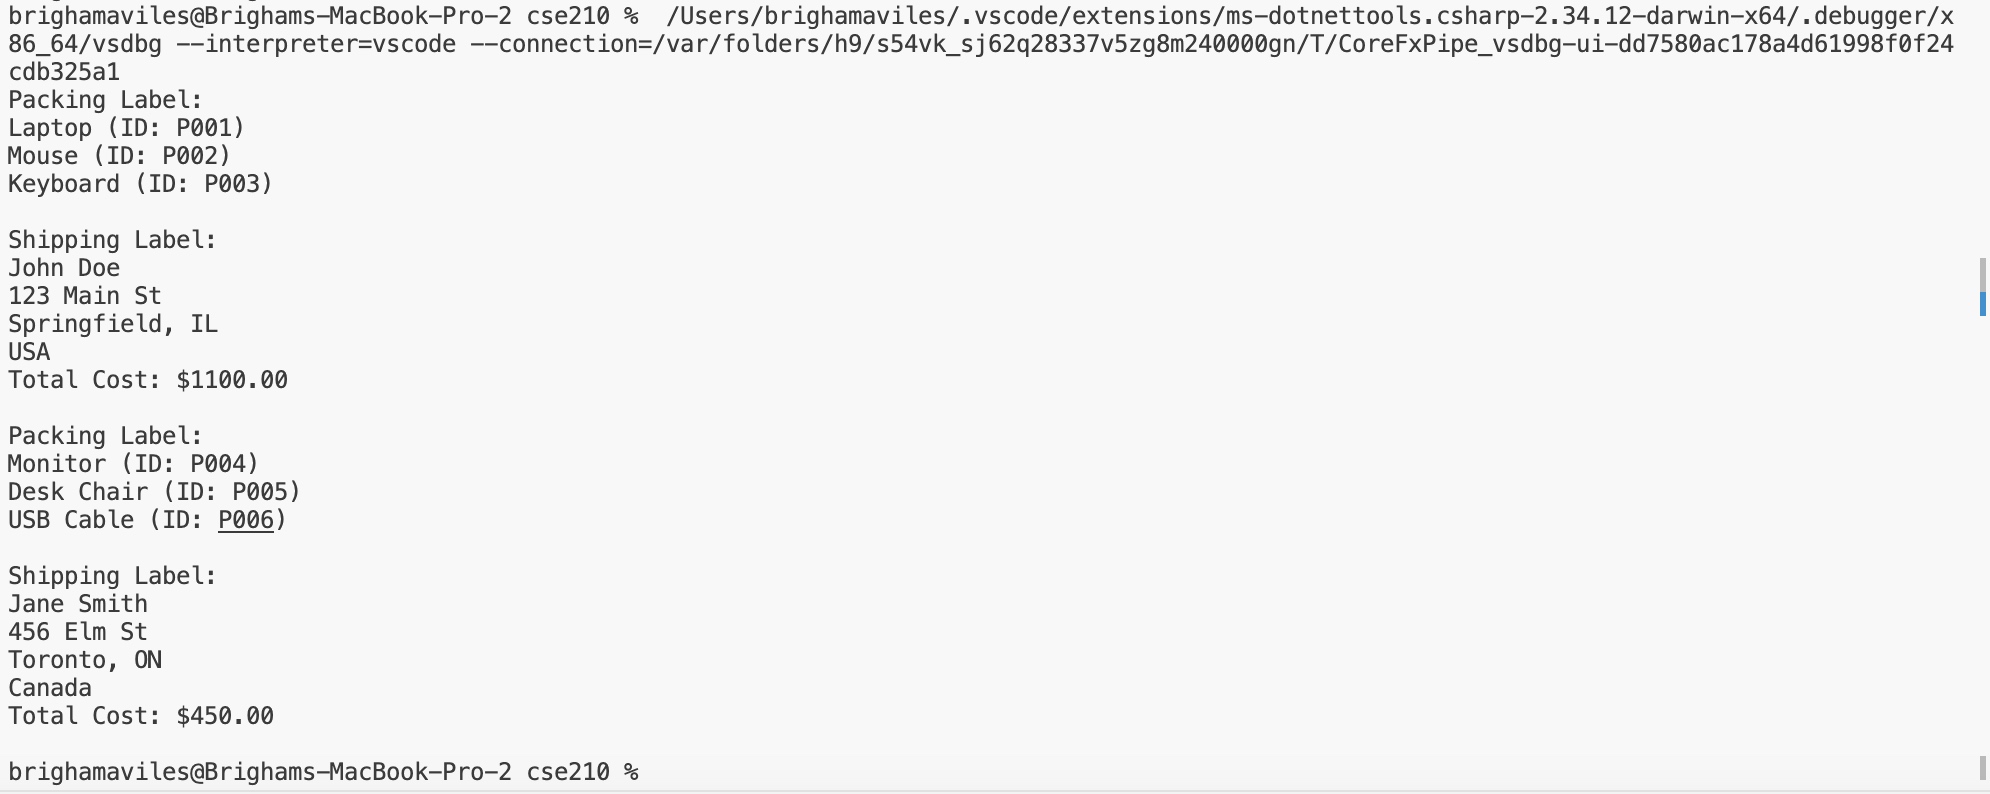 brighamaviles@Brighams-MacBook-Pro-2 cse210 %  /Users/brighamaviles/.vscode/extensions/ms-dotnettools.csharp-2.34.12-darwin-x64/.debugger/x
86_64/vsdbg --interpreter=vscode --connection=/var/folders/h9/s54vk_sj62q28337v5zg8m240000gn/T/CoreFxPipe_vsdbg-ui-dd7580ac178a4d61998f0f24
cdb325a1
Packing Label:
Laptop (ID: P001)
Mouse (ID: P002)
Keyboard (ID: P003)

Shipping Label:
John Doe
123 Main St
Springfield, IL
USA
Total Cost: $1100.00

Packing Label:
Monitor (ID: P004)
Desk Chair (ID: P005)
USB Cable (ID: P006)

Shipping Label:
Jane Smith
456 Elm St
Toronto, ON
Canada
Total Cost: $450.00

brighamaviles@Brighams-MacBook-Pro-2 cse210 %